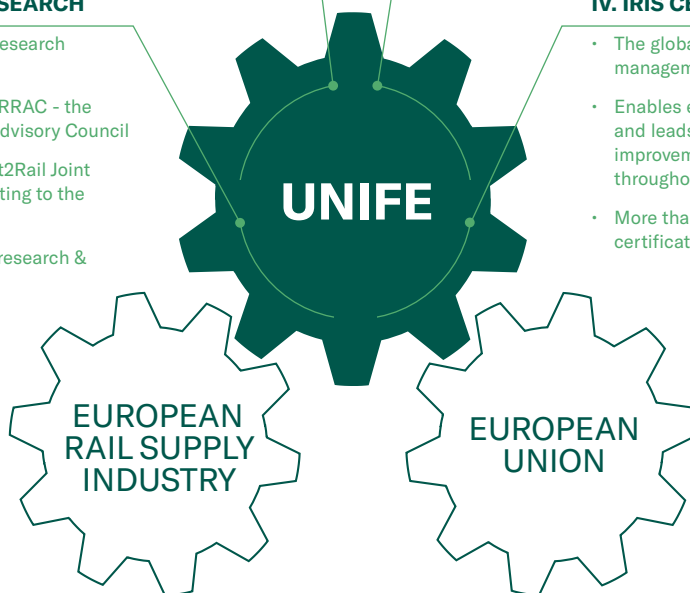 SEARCH
esearch
RRAC - the
dvisory Council
t2Rail Joint
ting to the
research &
IV. IRIS CE
• The globa
managem
• Enables e
and leads
improvem
througho
• More tha
certificat
UNIFE
EUROPEAN
RAIL SUPPLY
INDUSTRY
EUROPEAN
UNION